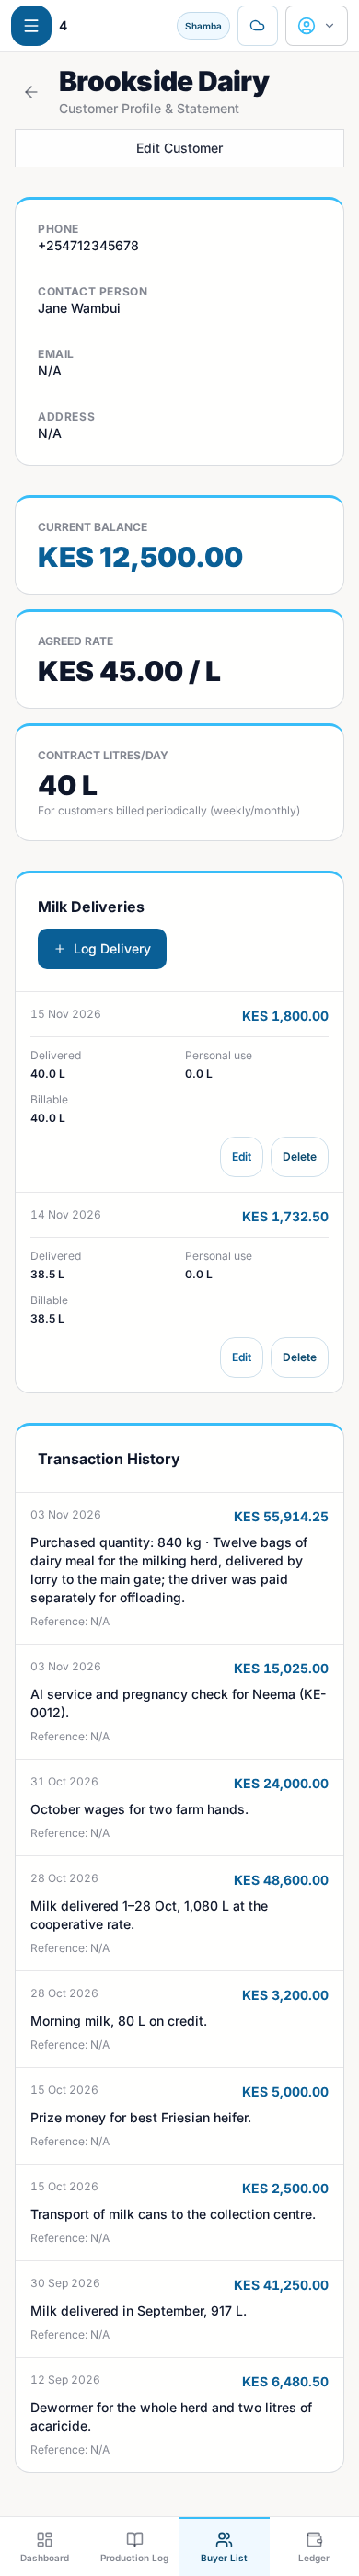 4
Shamba
Brookside Dairy
Customer Profile & Statement
Edit Customer
PHONE
+254712345678
CONTACT PERSON
Jane Wambui
EMAIL
N/A
ADDRESS
N/A
CURRENT BALANCE
KES 12,500.00
AGREED RATE
KES 45.00 / L
CONTRACT LITRES/DAY
40 L
For customers billed periodically (weekly/monthly)
Milk Deliveries
+ Log Delivery
15 Nov 2026 KES 1,800.00
Delivered Personal use
40.0 L 0.0 L
Billable
40.0 L
Edit Delete
14 Nov 2026 KES 1,732.50
Delivered Personal use
38.5 L 0.0 L
Billable
38.5 L
Edit Delete
Transaction History
03 Nov 2026 KES 55,914.25
Purchased quantity: 840 kg · Twelve bags of
dairy meal for the milking herd, delivered by
lorry to the main gate; the driver was paid
separately for offloading.
Reference: N/A
03 Nov 2026 KES 15,025.00
AI service and pregnancy check for Neema (KE-
0012).
Reference: N/A
31 Oct 2026 KES 24,000.00
October wages for two farm hands.
Reference: N/A
28 Oct 2026 KES 48,600.00
Milk delivered 1–28 Oct, 1,080 L at the
cooperative rate.
Reference: N/A
28 Oct 2026 KES 3,200.00
Morning milk, 80 L on credit.
Reference: N/A
15 Oct 2026 KES 5,000.00
Prize money for best Friesian heifer.
Reference: N/A
15 Oct 2026 KES 2,500.00
Transport of milk cans to the collection centre.
Reference: N/A
30 Sep 2026 KES 41,250.00
Milk delivered in September, 917 L.
Reference: N/A
12 Sep 2026 KES 6,480.50
Dewormer for the whole herd and two litres of
acaricide.
Reference: N/A
Dashboard Production Log Buyer List Ledger